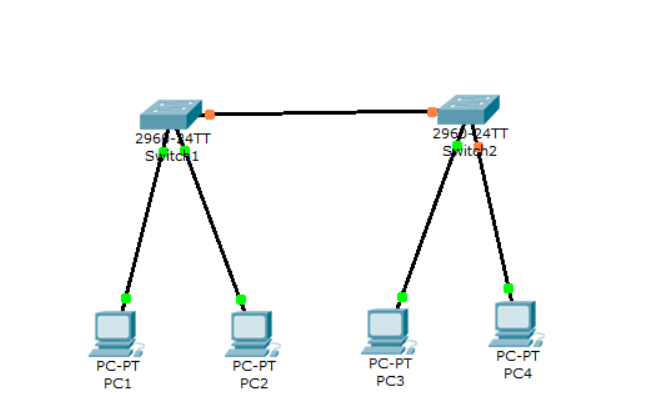 2960-24TT
Switch1
2960-24TT
Switch2
PC-PT
PC1
PC-PT
PC2
PC-PT
PC3
PC-PT
PC4